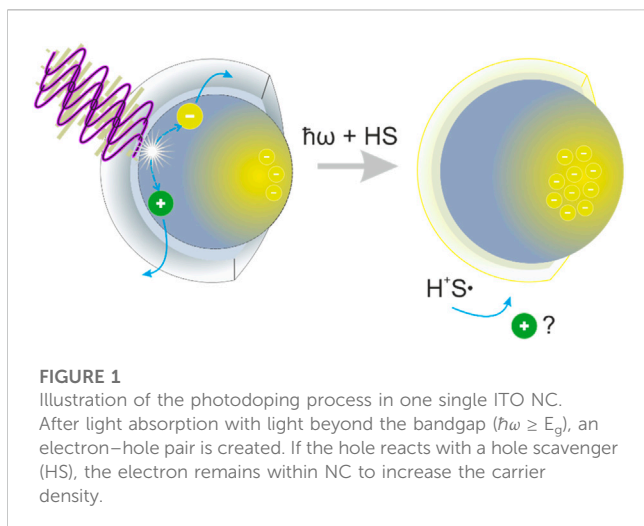 ħω + HS
H⁺S•
+ ?
FIGURE 1
Illustration of the photodoping process in one single ITO NC.
After light absorption with light beyond the bandgap (ħω ≥ Eg), an
electron–hole pair is created. If the hole reacts with a hole scavenger
(HS), the electron remains within NC to increase the carrier
density.